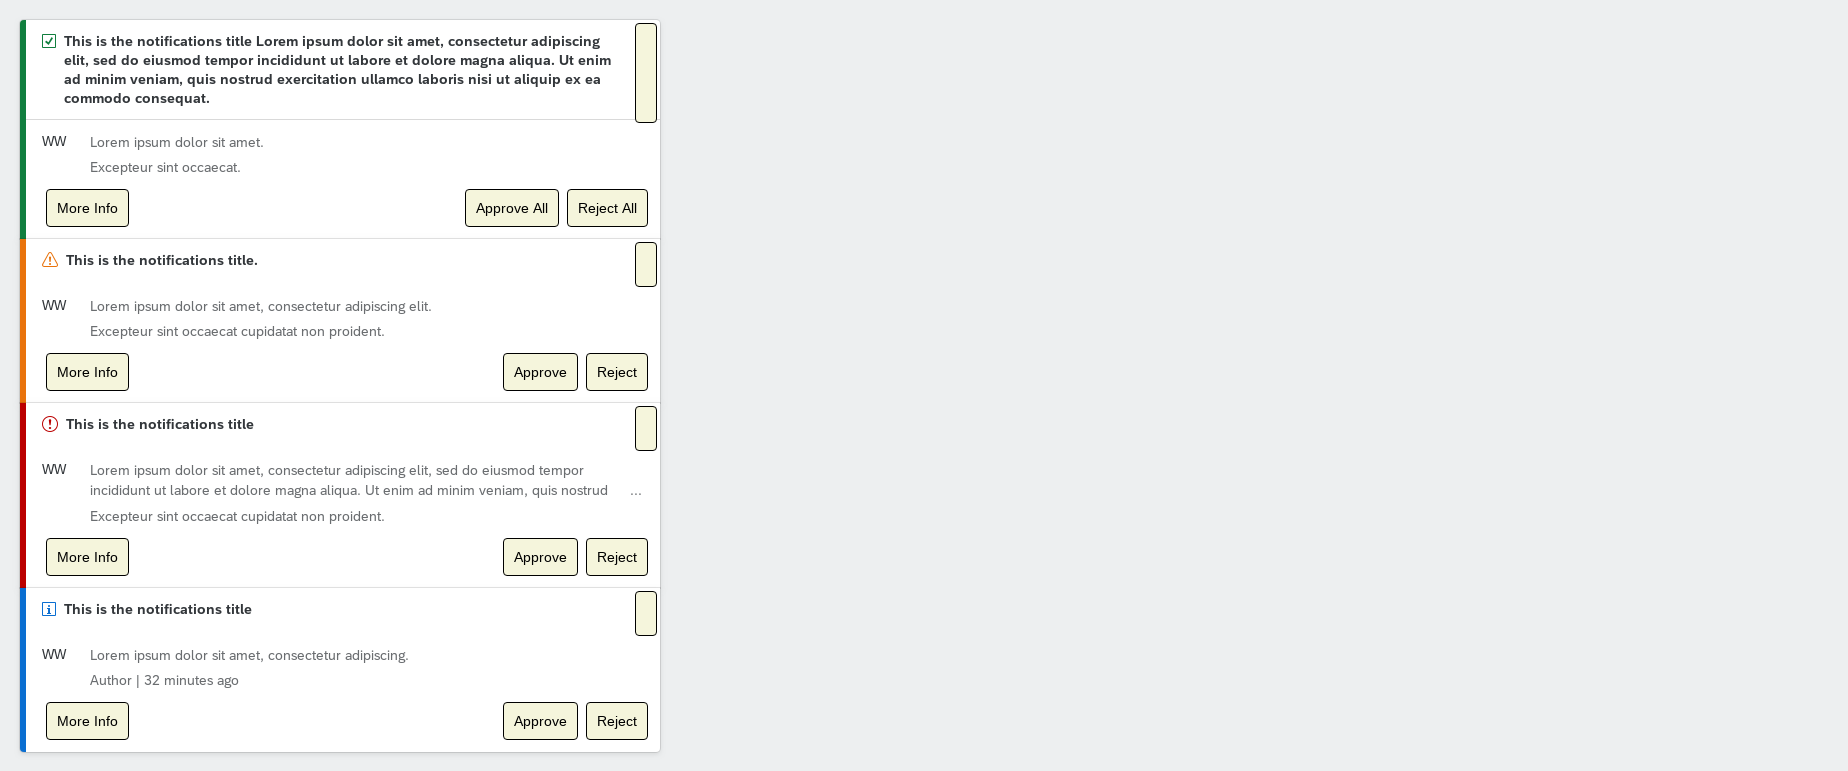 This is the notifications title Lorem ipsum dolor sit amet, consectetur adipiscing
elit, sed do eiusmod tempor incididunt ut labore et dolore magna aliqua. Ut enim
ad minim veniam, quis nostrud exercitation ullamco laboris nisi ut aliquip ex ea
commodo consequat.
WW Lorem ipsum dolor sit amet.
Excepteur sint occaecat.
More Info Approve All Reject All
This is the notifications title.
WW Lorem ipsum dolor sit amet, consectetur adipiscing elit.
Excepteur sint occaecat cupidatat non proident.
More Info Approve Reject
This is the notifications title
WW Lorem ipsum dolor sit amet, consectetur adipiscing elit, sed do eiusmod tempor
incididunt ut labore et dolore magna aliqua. Ut enim ad minim veniam, quis nostrud ...
Excepteur sint occaecat cupidatat non proident.
More Info Approve Reject
This is the notifications title
WW Lorem ipsum dolor sit amet, consectetur adipiscing.
Author | 32 minutes ago
More Info Approve Reject